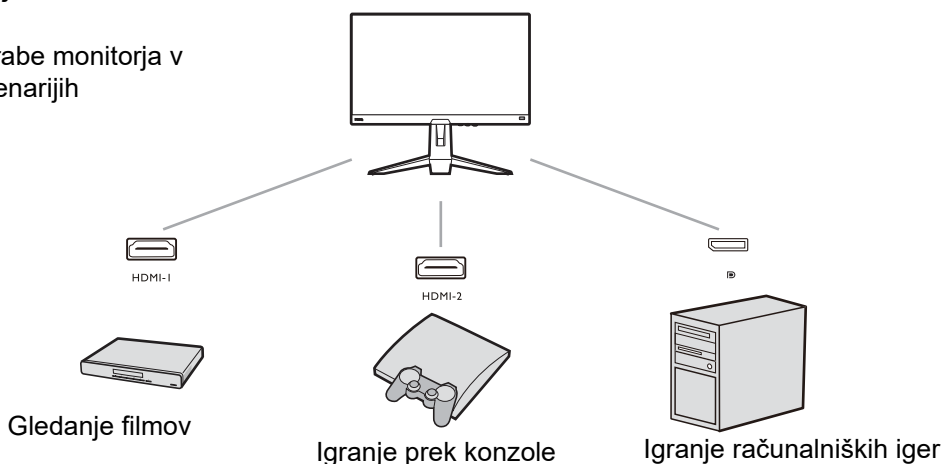 rabe monitorja v
enarijih
HDMI-1
HDMI-2
Gledanje filmov
Igranje prek konzole
Igranje računalniških iger